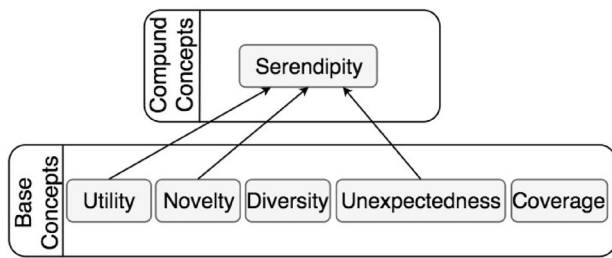 Compund
Concepts
Serendipity
Base
Concepts
Utility
Novelty
Diversity
Unexpectedness
Coverage